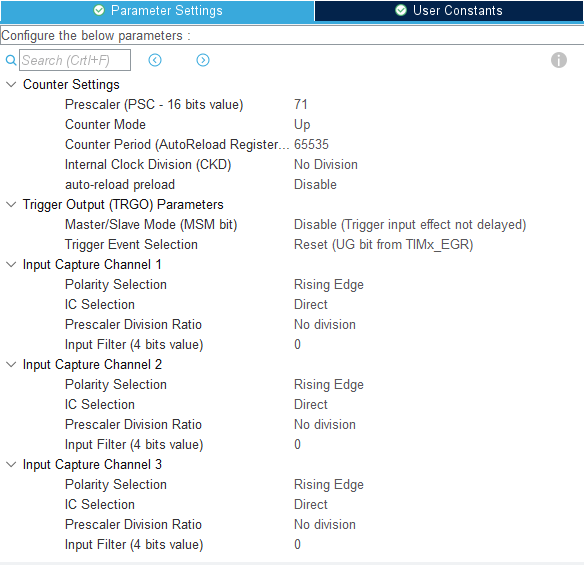 Parameter Settings
User Constants
Configure the below parameters :
Search (Crtl+F)
Counter Settings
Prescaler (PSC - 16 bits value) 71
Counter Mode Up
Counter Period (AutoReload Register... 65535
Internal Clock Division (CKD) No Division
auto-reload preload Disable
Trigger Output (TRGO) Parameters
Master/Slave Mode (MSM bit) Disable (Trigger input effect not delayed)
Trigger Event Selection Reset (UG bit from TIMx_EGR)
Input Capture Channel 1
Polarity Selection Rising Edge
IC Selection Direct
Prescaler Division Ratio No division
Input Filter (4 bits value) 0
Input Capture Channel 2
Polarity Selection Rising Edge
IC Selection Direct
Prescaler Division Ratio No division
Input Filter (4 bits value) 0
Input Capture Channel 3
Polarity Selection Rising Edge
IC Selection Direct
Prescaler Division Ratio No division
Input Filter (4 bits value) 0